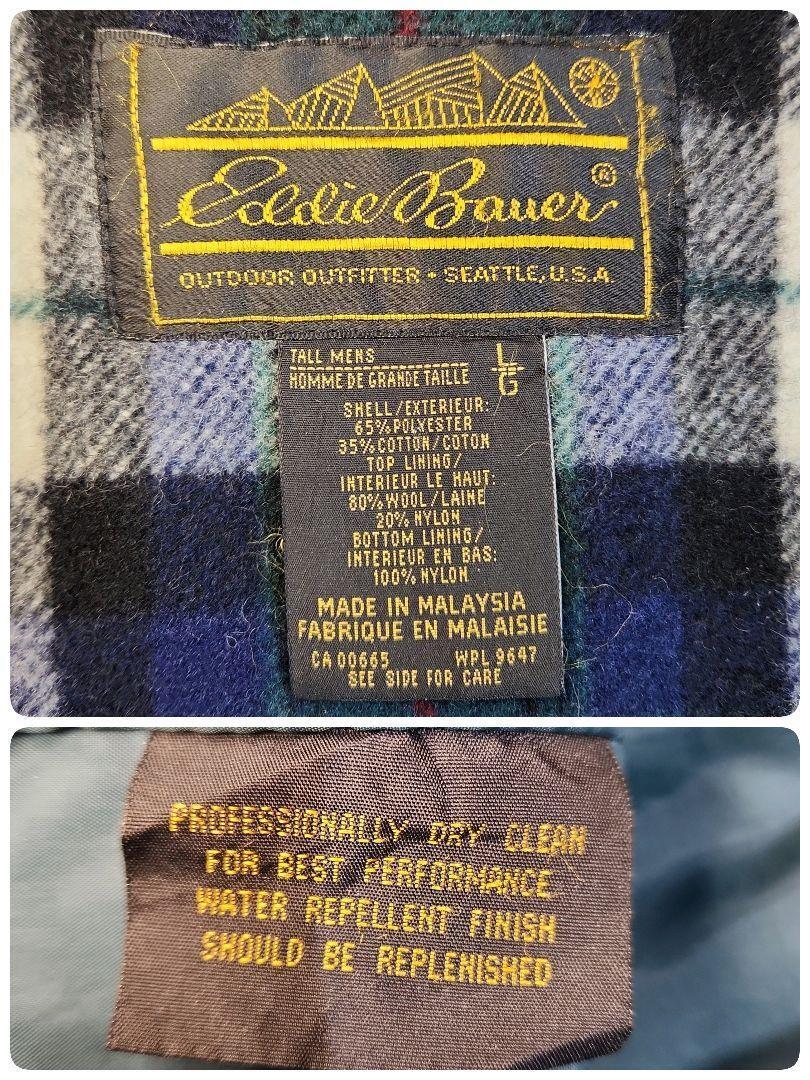 Eddie Bauer®
OUTDOOR OUTFITTER • SEATTLE, U.S.A.
TALL MENS L
HOMME DE GRANDE TAILLE G
SHELL/EXTERIEUR:
65% POLYESTER
35% COTTON/COTON
TOP LINING/
INTERIEUR LE HAUT:
80% WOOL/LAINE
20% NYLON
BOTTOM LINING/
INTERIEUR EN BAS:
100% NYLON
MADE IN MALAYSIA
FABRIQUE EN MALAISIE
CA 00665 WPL 9647
SEE SIDE FOR CARE
PROFESSIONALLY DRY CLEAN
FOR BEST PERFORMANCE
WATER REPELLENT FINISH
SHOULD BE REPLENISHED